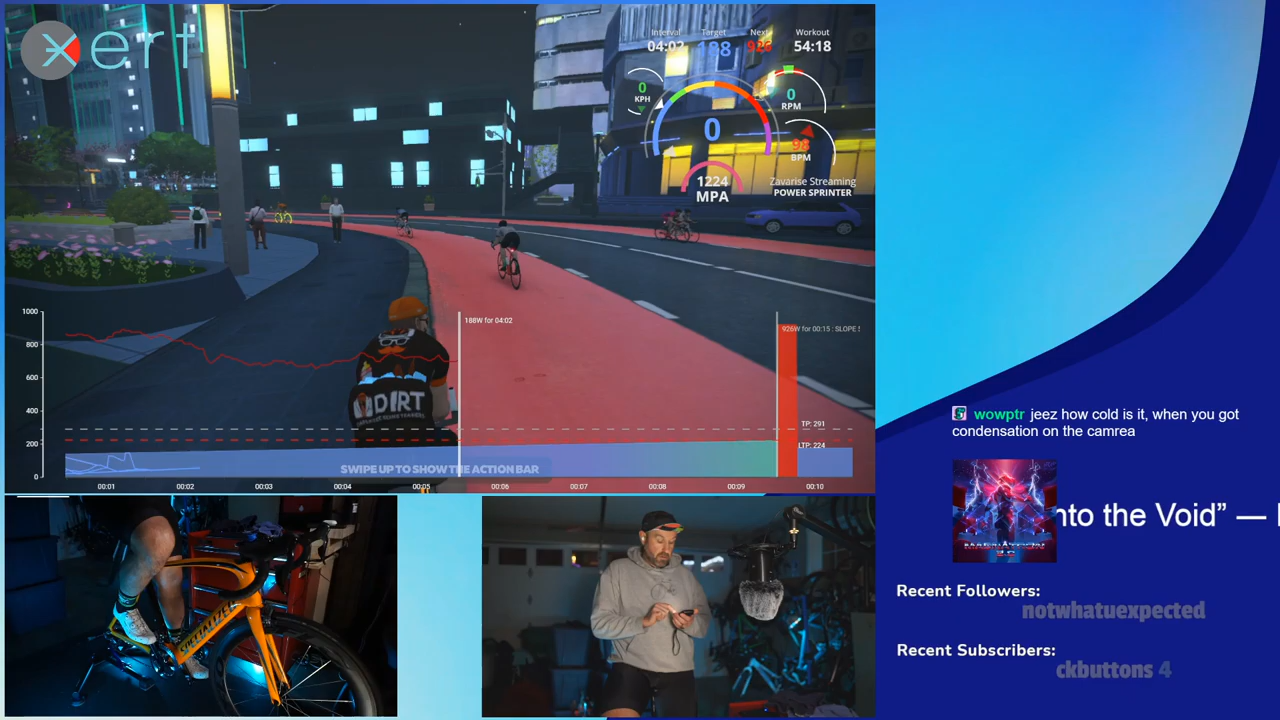 xert
Interval Target Next Workout
04:02 188 926 54:18
0
KPH
0
RPM
0
98
BPM
1224
MPA
Zavarise Streaming
POWER SPRINTER
1000
800
600
400
200
0
188W for 04:02
926W for 00:15 : SLOPE
TP: 291
LTP: 224
DIRT
SWIPE UP TO SHOW THE ACTION BAR
00:01 00:02 00:03 00:04 00:05 00:06 00:07 00:08 00:09 00:10
SPECIALIZED
wowptr jeez how cold is it, when you got
condensation on the camrea
nto the Void” —
Recent Followers:
notwhatuexpected
Recent Subscribers:
ckbuttons 4